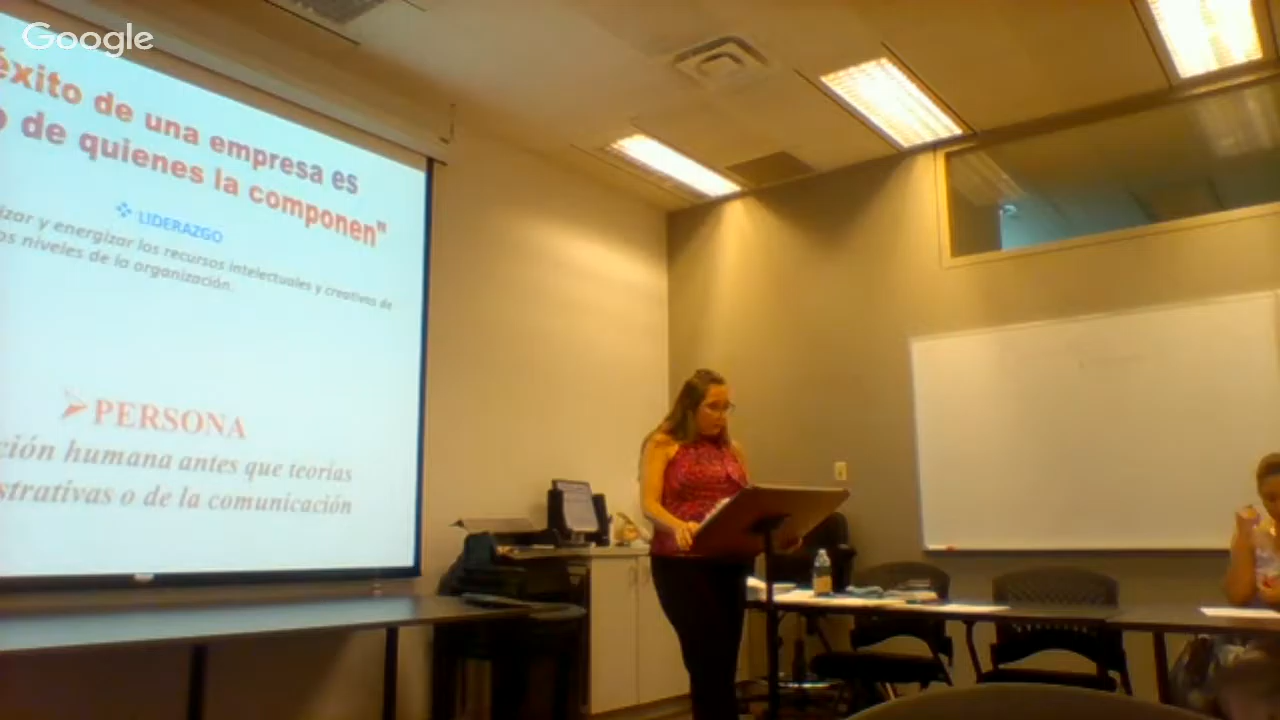 Google
éxito de una empresa es
de quienes la componen"
LIDERAZGO
izar y energizar los recursos intelectuales y creativos de
os niveles de la organización.
PERSONA
ción humana antes que teorías
strativas o de la comunicación